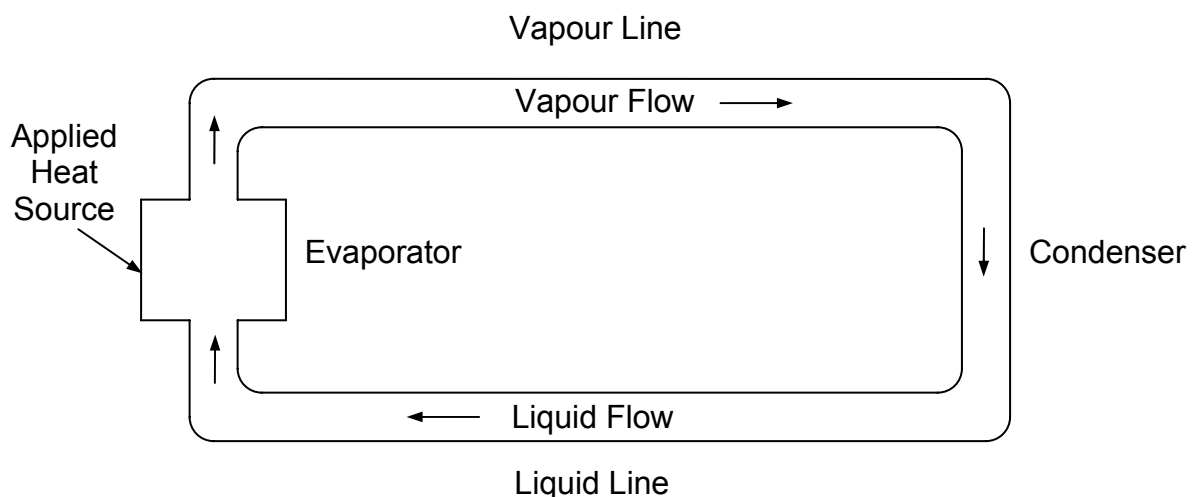 Vapour Line
Vapour Flow
Applied
Heat
Source
Evaporator
Condenser
Liquid Flow
Liquid Line